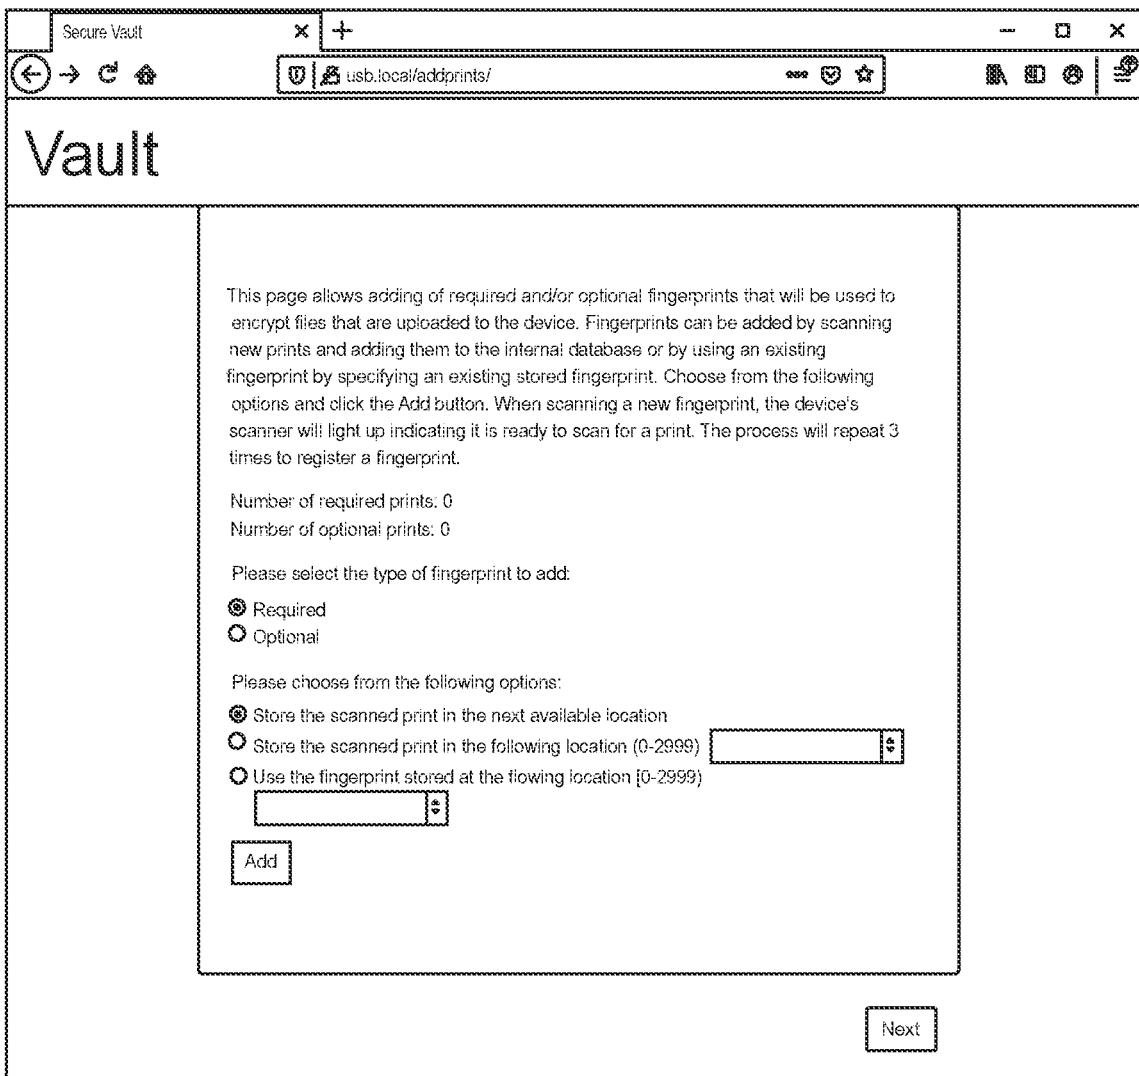 Secure Vault
usb.local/addprints/
Vault
This page allows adding of required and/or optional fingerprints that will be used to
encrypt files that are uploaded to the device. Fingerprints can be added by scanning
new prints and adding them to the internal database or by using an existing
fingerprint by specifying an existing stored fingerprint. Choose from the following
options and click the Add button. When scanning a new fingerprint, the device's
scanner will light up indicating it is ready to scan for a print. The process will repeat 3
times to register a fingerprint.
Number of required prints: 0
Number of optional prints: 0
Please select the type of fingerprint to add:
Required
Optional
Please choose from the following options:
Store the scanned print in the next available location
Store the scanned print in the following location (0-2999)
Use the fingerprint stored at the flowing location [0-2999)
Add
Next